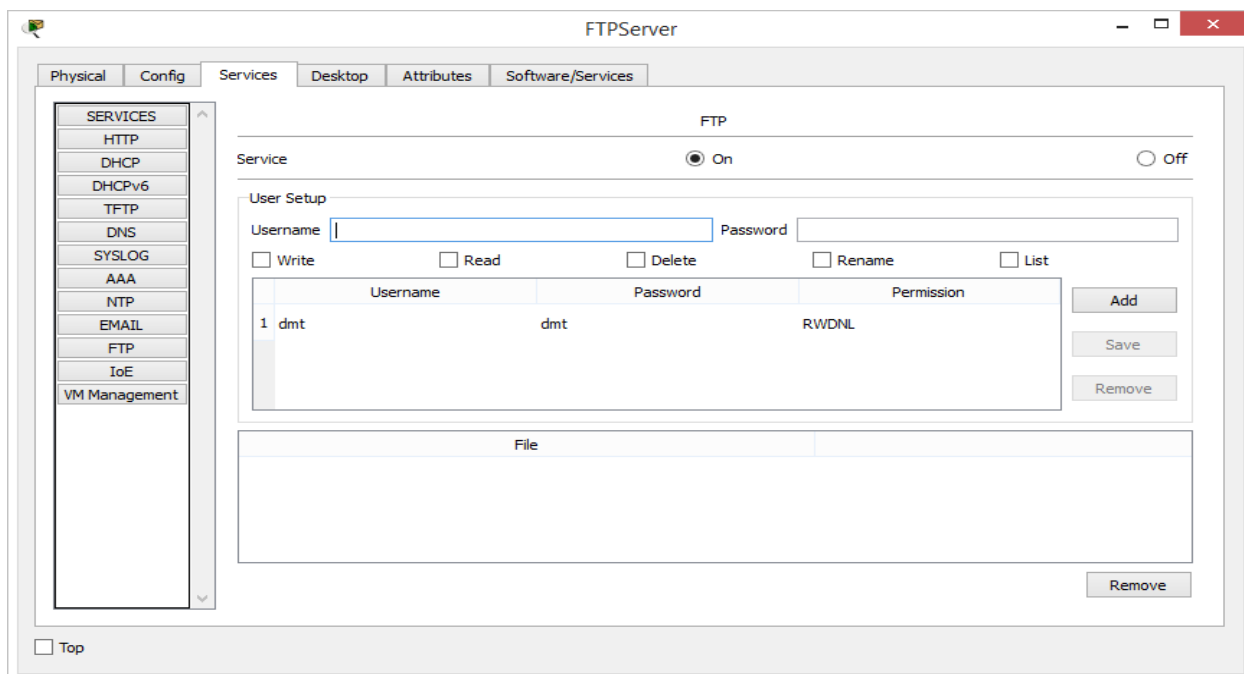 FTPServer
Physical Config Services Desktop Attributes Software/Services
SERVICES
HTTP
DHCP
DHCPv6
TFTP
DNS
SYSLOG
AAA
NTP
EMAIL
FTP
IoE
VM Management
FTP
Service On Off
User Setup
Username Password
Write Read Delete Rename List
Username Password Permission
1 dmt dmt RWDNL
Add
Save
Remove
File
Remove
Top